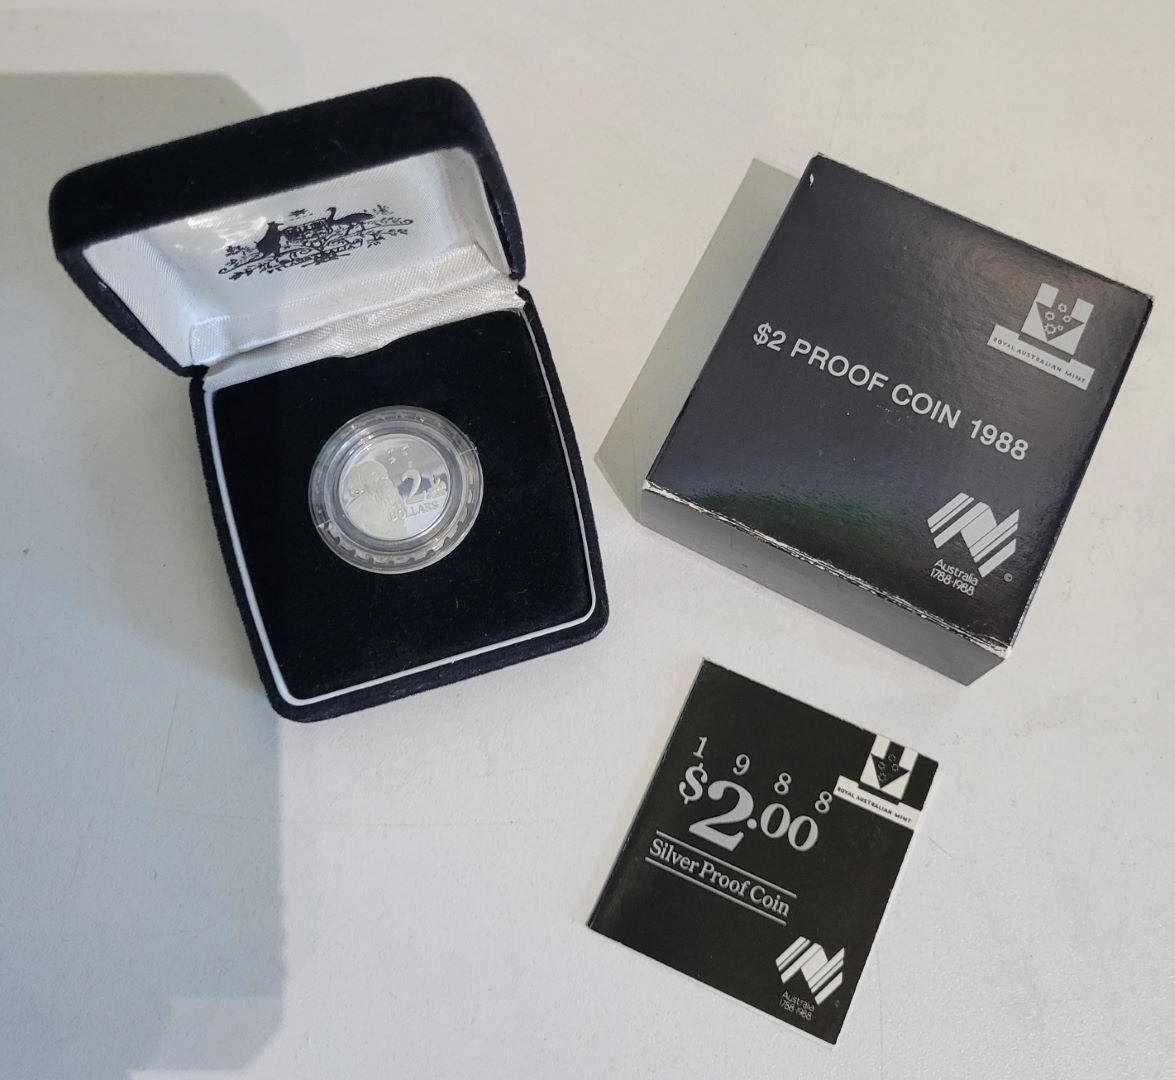 AUSTRALIA
2
DOLLARS
$2 PROOF COIN 1988
ROYAL AUSTRALIAN MINT
Australia
1788-1988
©
1988
$2.00
Silver Proof Coin
ROYAL AUSTRALIAN MINT
Australia
1788-1988
©